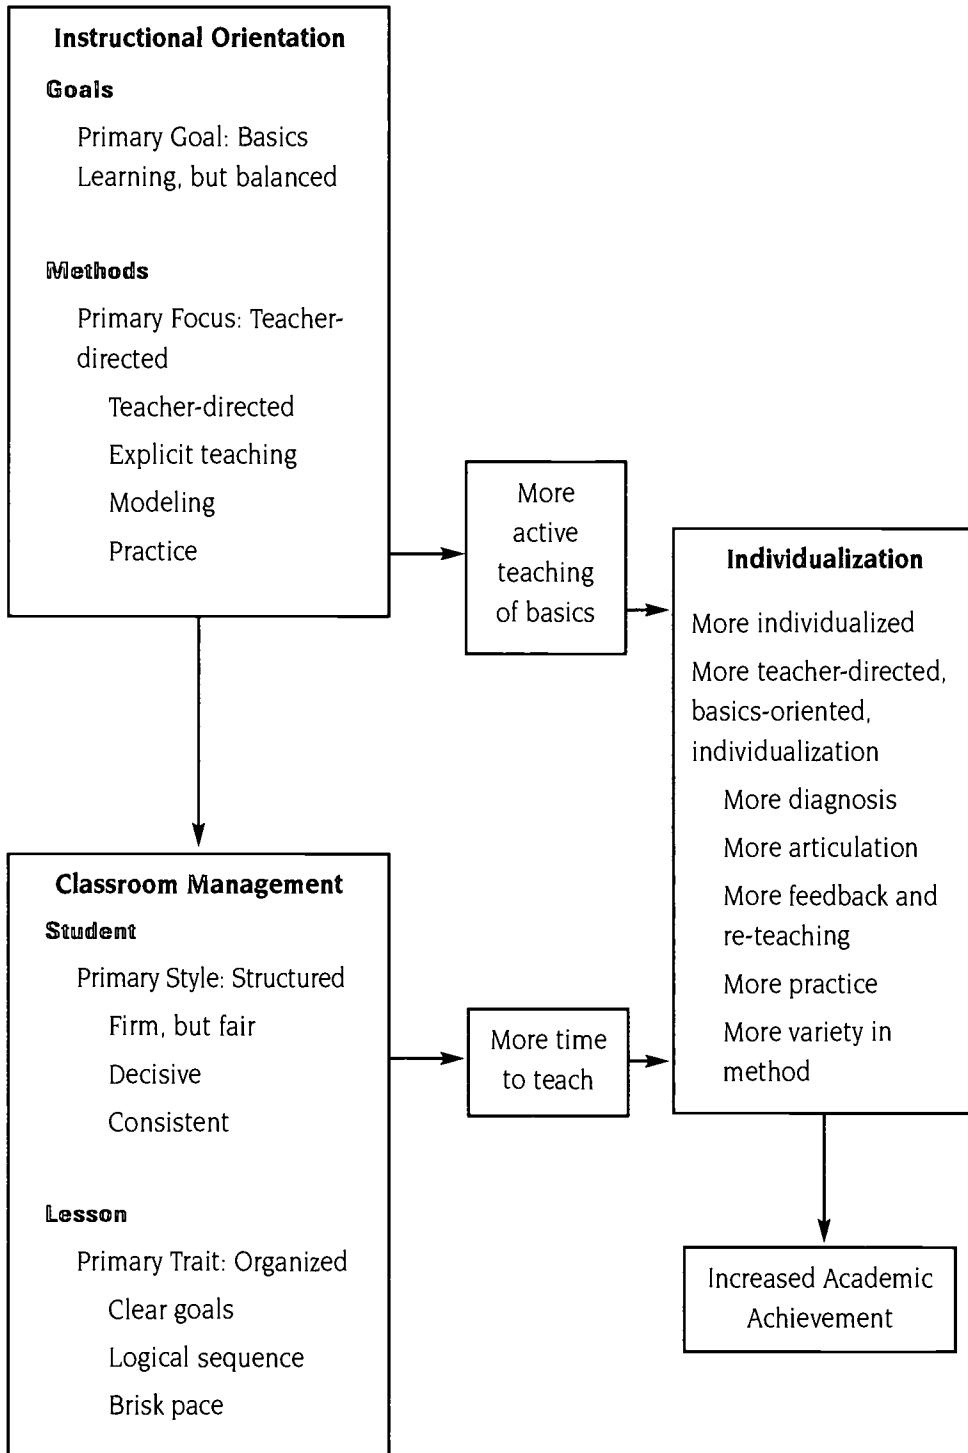 Instructional Orientation
Goals
Primary Goal: Basics
Learning, but balanced
Methods
Primary Focus: Teacher-
directed
Teacher-directed
Explicit teaching
Modeling
Practice
More
active
teaching
of basics
Individualization
More individualized
More teacher-directed,
basics-oriented,
individualization
More diagnosis
More articulation
More feedback and
re-teaching
More practice
More variety in
method
Classroom Management
Student
Primary Style: Structured
Firm, but fair
Decisive
Consistent
Lesson
Primary Trait: Organized
Clear goals
Logical sequence
Brisk pace
More time
to teach
Increased Academic
Achievement